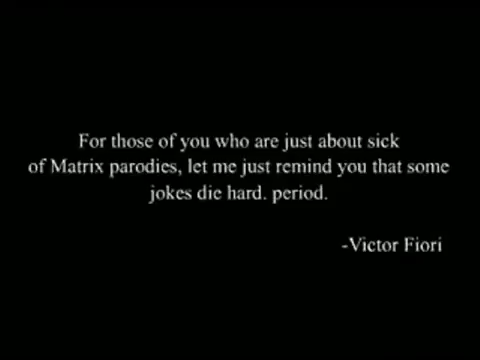 For those of you who are just about sick
of Matrix parodies, let me just remind you that some
jokes die hard. period.
-Victor Fiori